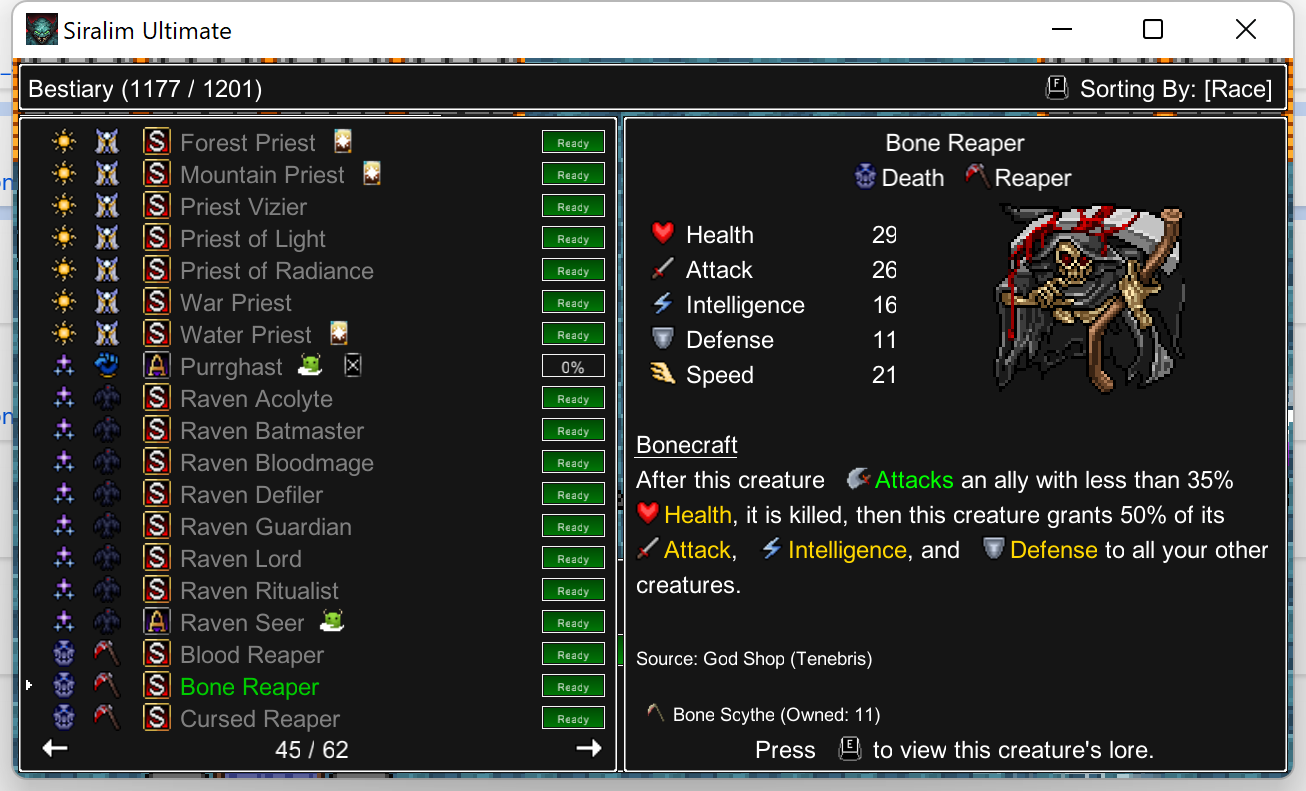 Siralim Ultimate
Bestiary (1177 / 1201)
F Sorting By: [Race]
S Forest Priest Ready
S Mountain Priest Ready
S Priest Vizier Ready
S Priest of Light Ready
S Priest of Radiance Ready
S War Priest Ready
S Water Priest Ready
A Purrghast 0%
S Raven Acolyte Ready
S Raven Batmaster Ready
S Raven Bloodmage Ready
S Raven Defiler Ready
S Raven Guardian Ready
S Raven Lord Ready
S Raven Ritualist Ready
A Raven Seer Ready
S Blood Reaper Ready
S Bone Reaper Ready
S Cursed Reaper Ready
45 / 62
Bone Reaper
Death Reaper
Health 29
Attack 26
Intelligence 16
Defense 11
Speed 21
Bonecraft
After this creature Attacks an ally with less than 35%
Health, it is killed, then this creature grants 50% of its
Attack, Intelligence, and Defense to all your other
creatures.
Source: God Shop (Tenebris)
Bone Scythe (Owned: 11)
Press E to view this creature's lore.